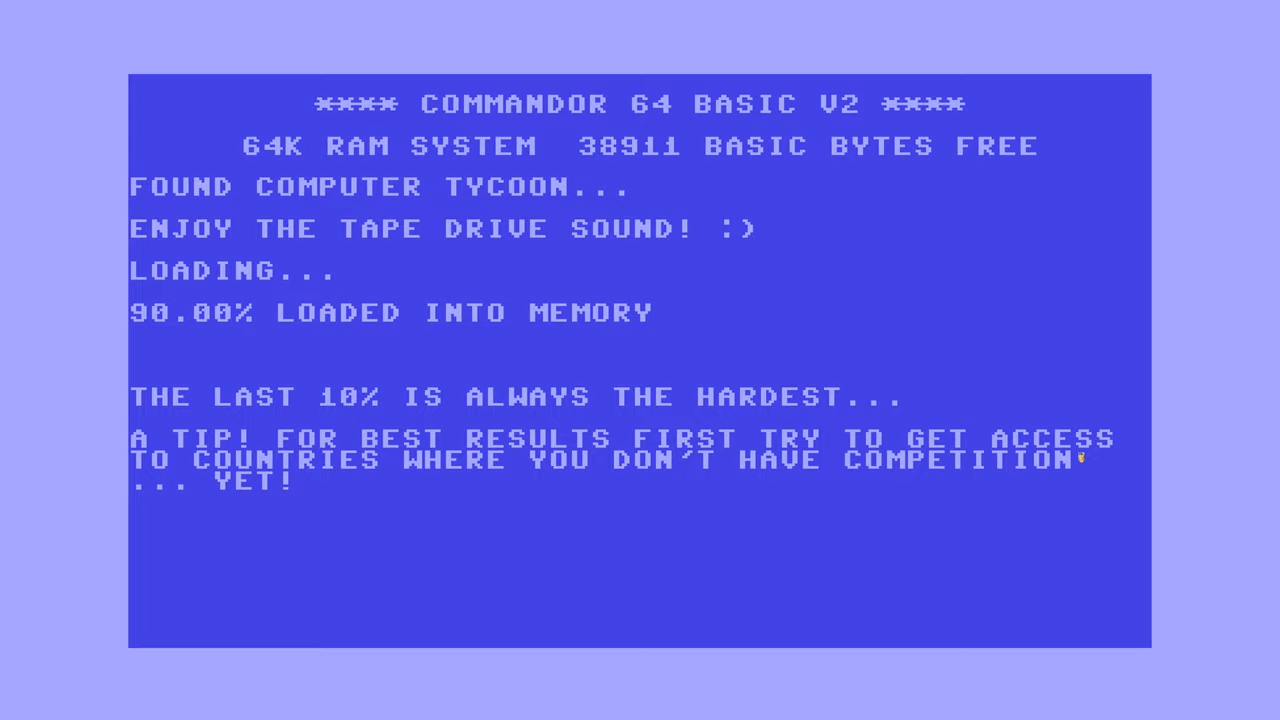 **** COMMANDOR 64 BASIC V2 ****
64K RAM SYSTEM  38911 BASIC BYTES FREE
FOUND COMPUTER TYCOON...
ENJOY THE TAPE DRIVE SOUND! :)
LOADING...
90.00% LOADED INTO MEMORY
THE LAST 10% IS ALWAYS THE HARDEST...
A TIP! FOR BEST RESULTS FIRST TRY TO GET ACCESS
TO COUNTRIES WHERE YOU DON'T HAVE COMPETITION
... YET!